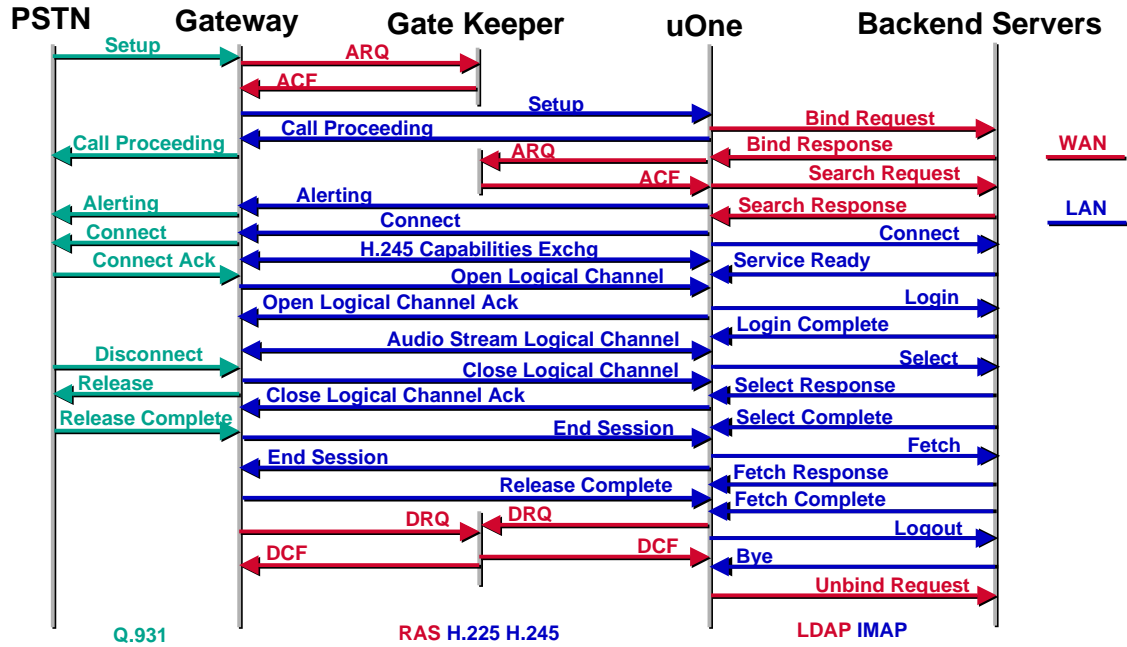 PSTN Gateway Gate Keeper uOne Backend Servers
Setup
ARQ
ACF
Setup
Bind Request
Call Proceeding
Call Proceeding
Bind Response
WAN
ARQ
ACF
Search Request
Alerting
Alerting
Search Response
LAN
Connect
Connect
Connect
H.245 Capabilities Exchg
Connect Ack
Service Ready
Open Logical Channel
Open Logical Channel Ack
Login
Login Complete
Audio Stream Logical Channel
Disconnect
Select
Close Logical Channel
Release
Select Response
Close Logical Channel Ack
Release Complete
Select Complete
End Session
Fetch
End Session
Fetch Response
Release Complete
Fetch Complete
DRQ
DRQ
Logout
DCF
DCF
Bye
Unbind Request
Q.931
RAS H.225 H.245
LDAP IMAP